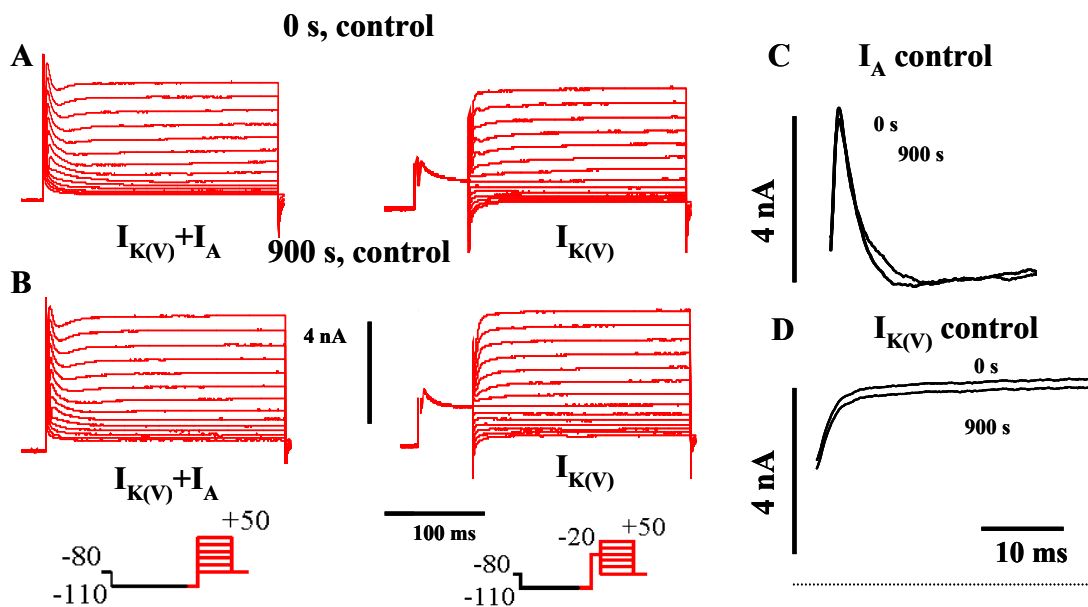 0 s, control
A
I_K(V)+I_A
I_K(V)
900 s, control
B
4 nA
I_K(V)+I_A
I_K(V)
100 ms
+50
-80
-110
-20
+50
-80
-110
C
I_A control
0 s
900 s
4 nA
D
I_K(V) control
0 s
900 s
4 nA
10 ms